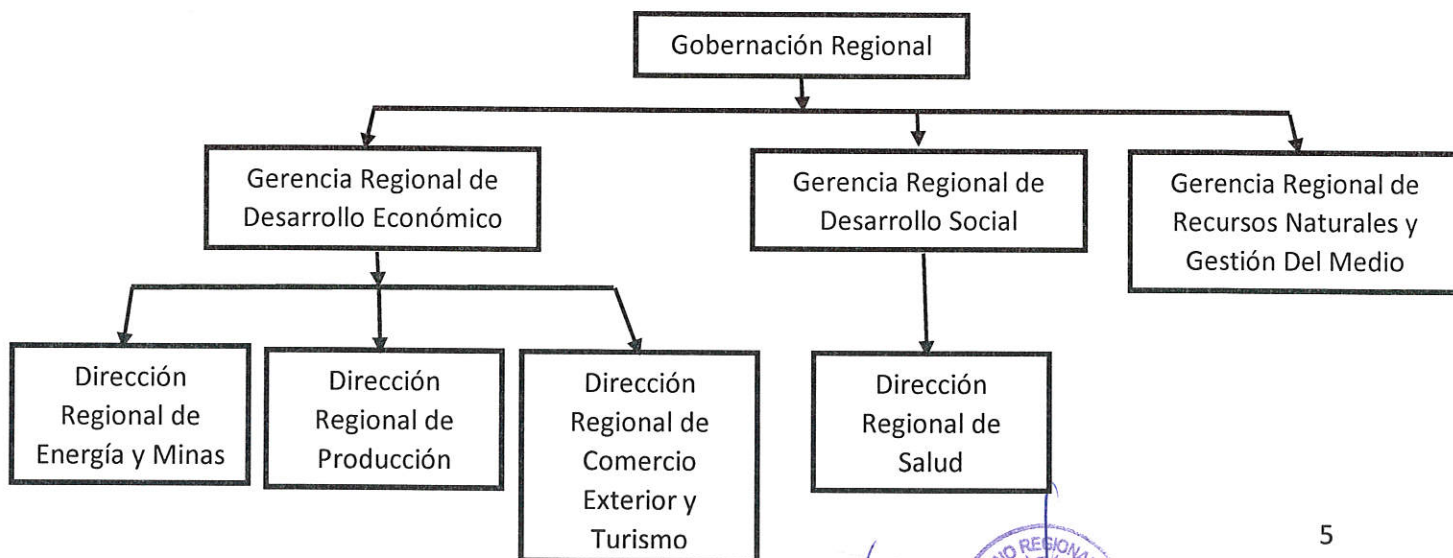 Gobernación Regional
Gerencia Regional de
Desarrollo Económico
Gerencia Regional de
Desarrollo Social
Gerencia Regional de
Recursos Naturales y
Gestión Del Medio
Dirección
Regional de
Energía y Minas
Dirección
Regional de
Producción
Dirección
Regional de
Comercio
Exterior y
Turismo
Dirección
Regional de
Salud
REGIONAL
5